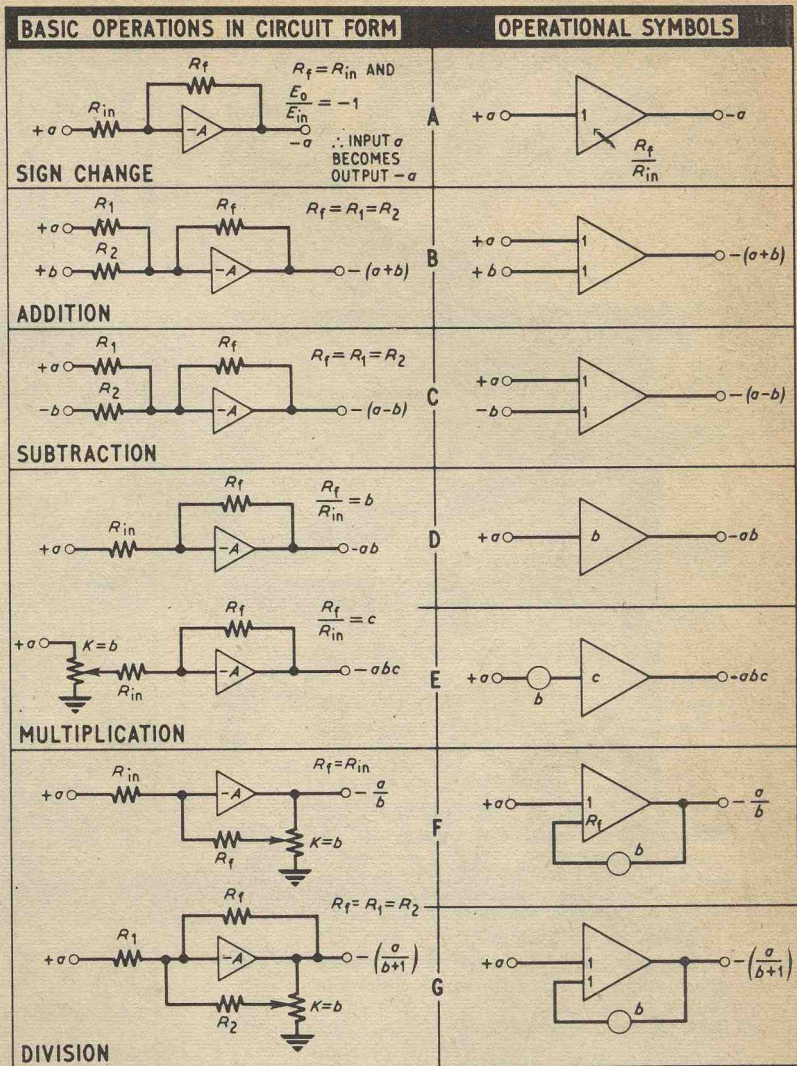 BASIC OPERATIONS IN CIRCUIT FORM
OPERATIONAL SYMBOLS
Rf
Rf = Rin AND
Rin
Eo/Ein = -1
+a
-A
-a
∴ INPUT a
BECOMES
OUTPUT -a
SIGN CHANGE
A
+a
1
-a
Rf/Rin
R1
Rf
Rf = R1 = R2
+a
R2
+b
-A
-(a+b)
ADDITION
B
+a
1
+b
1
-(a+b)
R1
Rf
Rf = R1 = R2
+a
R2
-b
-A
-(a-b)
SUBTRACTION
C
+a
1
-b
1
-(a-b)
Rf
Rf/Rin = b
Rin
+a
-A
-ab
D
+a
b
-ab
Rf
Rf/Rin = c
+a
K=b
Rin
-A
-abc
MULTIPLICATION
E
+a
b
c
-abc
Rin
Rf = Rin
+a
-A
-a/b
Rf
K=b
F
+a
1
Rf
b
-a/b
Rf
Rf = R1 = R2
R1
+a
-A
-(a/b+1)
R2
K=b
DIVISION
G
+a
1
1
b
-(a/b+1)